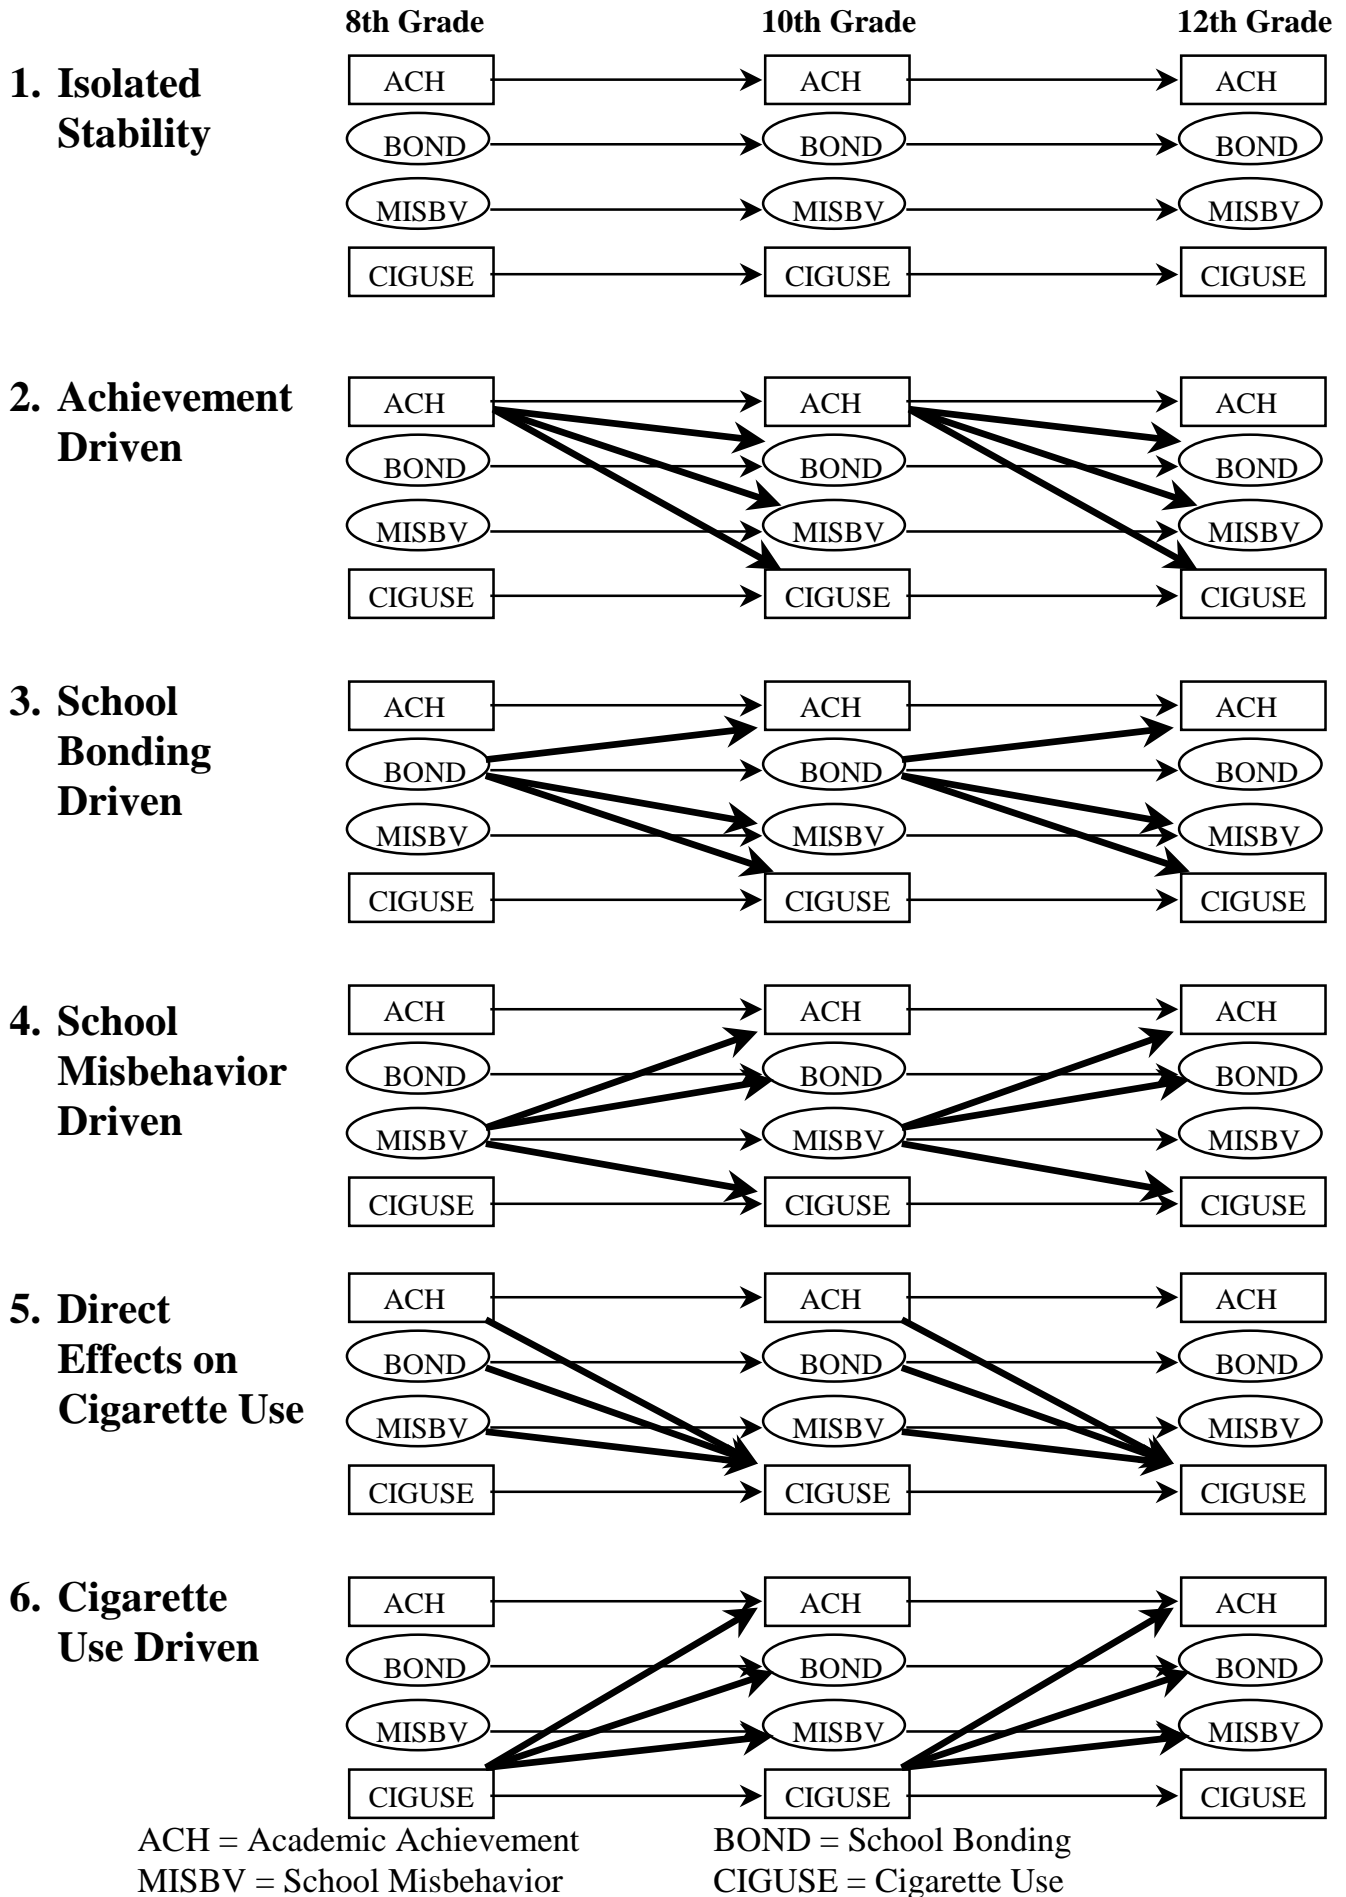 8th Grade 10th Grade 12th Grade
1. Isolated
Stability
ACH ACH ACH
BOND BOND BOND
MISBV MISBV MISBV
CIGUSE CIGUSE CIGUSE
2. Achievement
Driven
ACH ACH ACH
BOND BOND BOND
MISBV MISBV MISBV
CIGUSE CIGUSE CIGUSE
3. School
Bonding
Driven
ACH ACH ACH
BOND BOND BOND
MISBV MISBV MISBV
CIGUSE CIGUSE CIGUSE
4. School
Misbehavior
Driven
ACH ACH ACH
BOND BOND BOND
MISBV MISBV MISBV
CIGUSE CIGUSE CIGUSE
5. Direct
Effects on
Cigarette Use
ACH ACH ACH
BOND BOND BOND
MISBV MISBV MISBV
CIGUSE CIGUSE CIGUSE
6. Cigarette
Use Driven
ACH ACH ACH
BOND BOND BOND
MISBV MISBV MISBV
CIGUSE CIGUSE CIGUSE
ACH = Academic Achievement BOND = School Bonding
MISBV = School Misbehavior CIGUSE = Cigarette Use